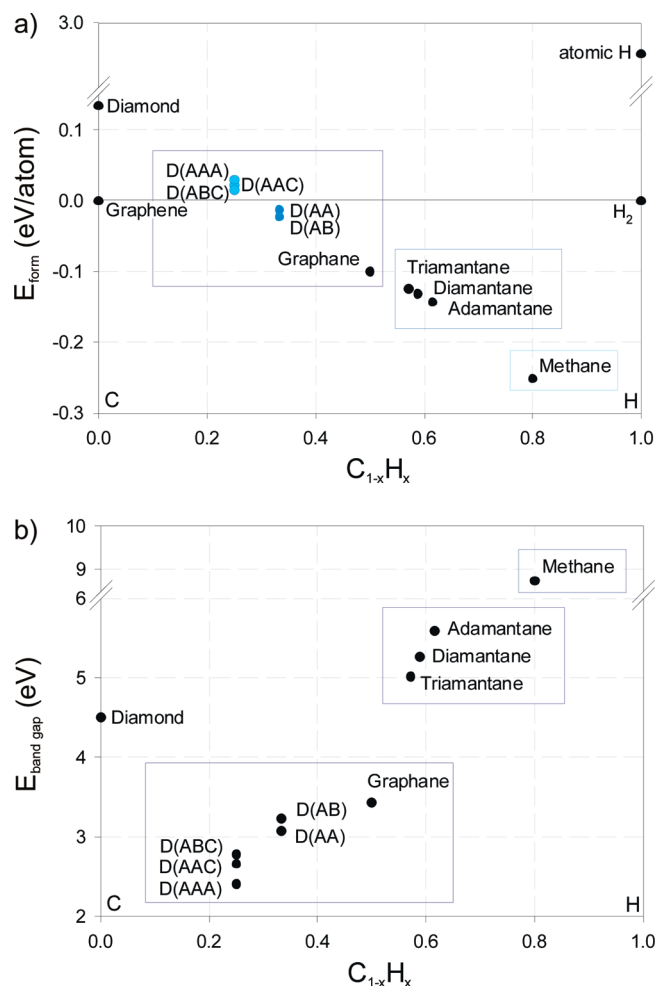 a)
3.0
atomic H
Diamond
0.1
D(AAA)
D(AAC)
D(ABC)
0.0
Graphene
D(AA)
H2
D(AB)
Graphane
-0.1
Triamantane
Diamantane
Adamantane
-0.2
Methane
C
H
-0.3
0.0 0.2 0.4 0.6 0.8 1.0
Eform (eV/atom)
C1-xHx
b)
10
9
Methane
6
Adamantane
Diamantane
5
Triamantane
Diamond
4
Graphane
D(AB)
3
D(AA)
D(ABC)
D(AAC)
D(AAA)
C
H
2
0.0 0.2 0.4 0.6 0.8 1.0
Eband gap (eV)
C1-xHx